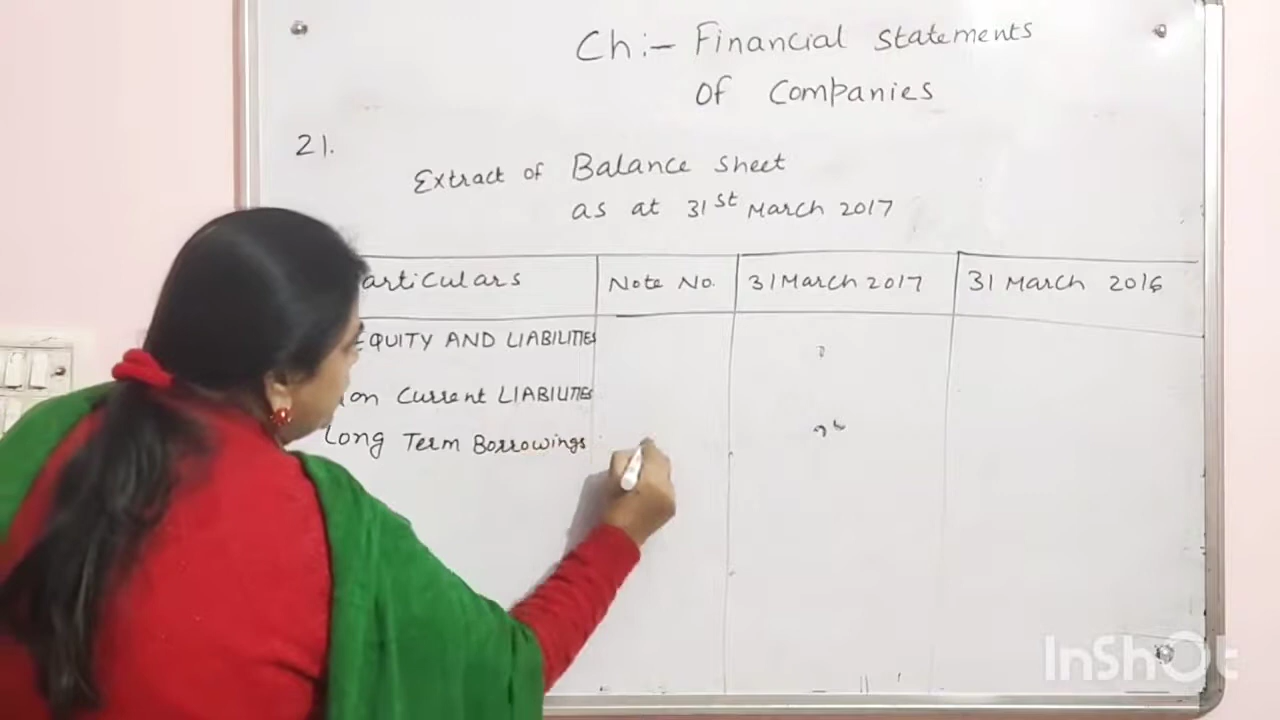 Ch:- Financial Statements
of Companies
21.
Extract of Balance Sheet
as at 31st March 2017
articulars Note No. 31 March 2017 31 March 2016
EQUITY AND LIABILITIES
on Current LIABILITIES
Long Term Borrowings
InShOt